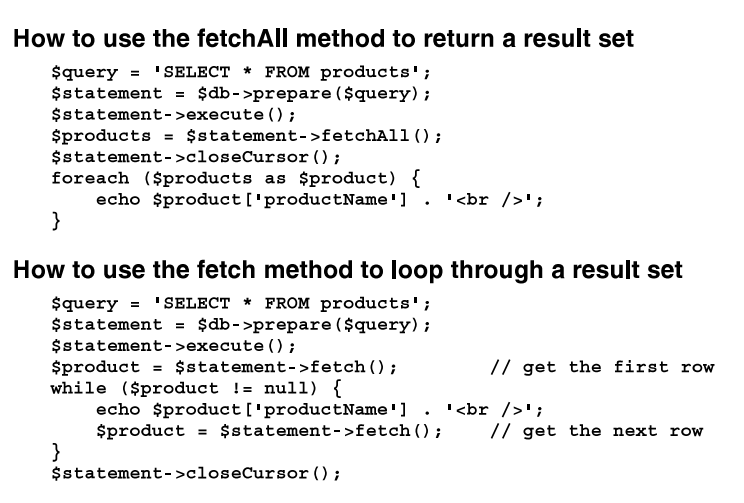 How to use the fetchAll method to return a result set
$query = 'SELECT * FROM products';
$statement = $db->prepare($query);
$statement->execute();
$products = $statement->fetchAll();
$statement->closeCursor();
foreach ($products as $product) {
    echo $product['productName'] . '<br />';
}
How to use the fetch method to loop through a result set
$query = 'SELECT * FROM products';
$statement = $db->prepare($query);
$statement->execute();
$product = $statement->fetch();        // get the first row
while ($product != null) {
    echo $product['productName'] . '<br />';
    $product = $statement->fetch();    // get the next row
}
$statement->closeCursor();